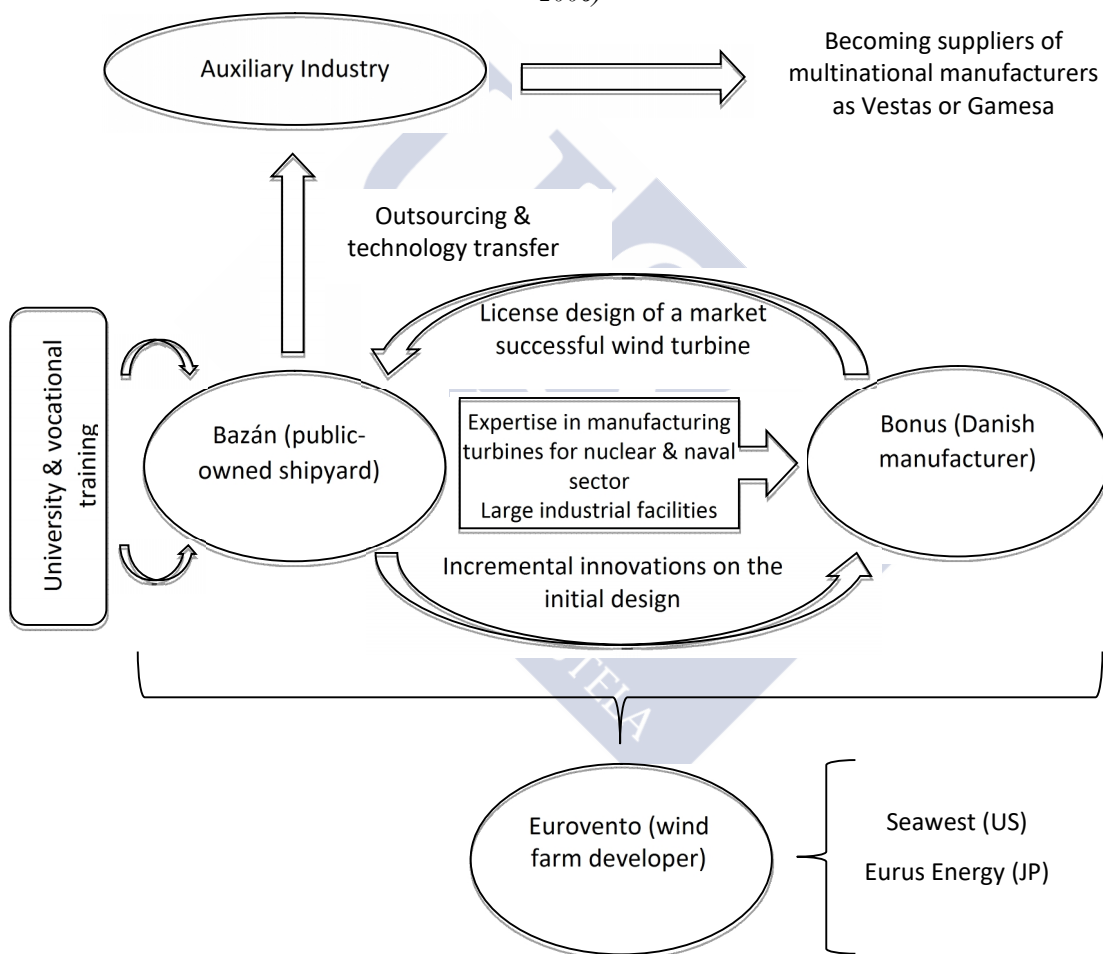 2006)
Auxiliary Industry
Becoming suppliers of
multinational manufacturers
as Vestas or Gamesa
Outsourcing &
technology transfer
License design of a market
successful wind turbine
University & vocational
training
Bazán (public-
owned shipyard)
Expertise in manufacturing
turbines for nuclear & naval
sector
Large industrial facilities
Bonus (Danish
manufacturer)
Incremental innovations on the
initial design
Eurovento (wind
farm developer)
Seawest (US)
Eurus Energy (JP)